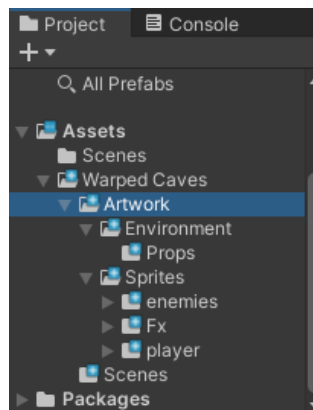 Project Console
All Prefabs
Assets
Scenes
Warped Caves
Artwork
Environment
Props
Sprites
enemies
Fx
player
Scenes
Packages